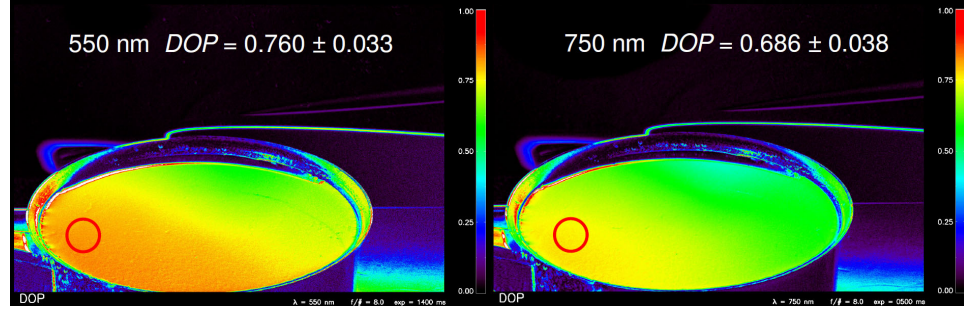 550 nm DOP = 0.760 ± 0.033
1.00
0.75
0.50
0.25
0.00
DOP
λ = 550 nm f/# = 8.0 exp = 1400 ms
750 nm DOP = 0.686 ± 0.038
1.00
0.75
0.50
0.25
0.00
DOP
λ = 750 nm f/# = 8.0 exp = 0500 ms